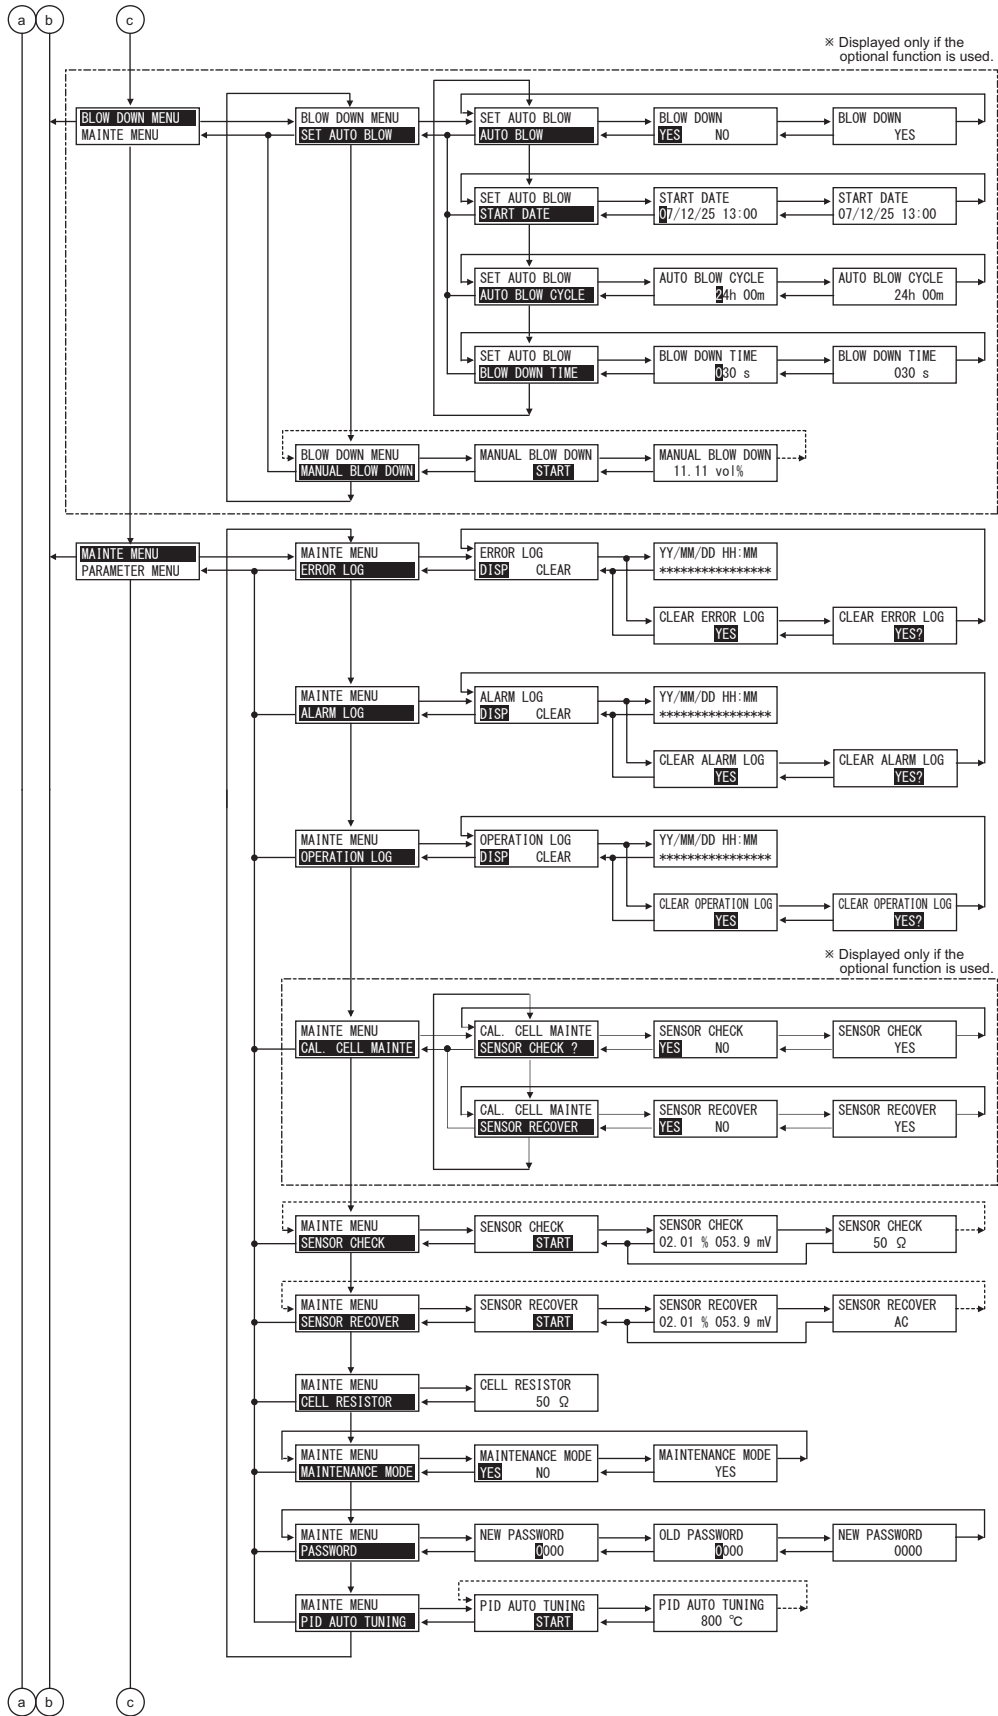 a
b
c
※ Displayed only if the
optional function is used.
BLOW DOWN MENU
MAINTE MENU
BLOW DOWN MENU
SET AUTO BLOW
SET AUTO BLOW
AUTO BLOW
BLOW DOWN
YES NO
BLOW DOWN
YES
SET AUTO BLOW
START DATE
START DATE
07/12/25 13:00
START DATE
07/12/25 13:00
SET AUTO BLOW
AUTO BLOW CYCLE
AUTO BLOW CYCLE
24h 00m
AUTO BLOW CYCLE
24h 00m
SET AUTO BLOW
BLOW DOWN TIME
BLOW DOWN TIME
030 s
BLOW DOWN TIME
030 s
BLOW DOWN MENU
MANUAL BLOW DOWN
MANUAL BLOW DOWN
START
MANUAL BLOW DOWN
11.11 vol%
MAINTE MENU
PARAMETER MENU
MAINTE MENU
ERROR LOG
ERROR LOG
DISP CLEAR
YY/MM/DD HH:MM
****************
CLEAR ERROR LOG
YES
CLEAR ERROR LOG
YES?
MAINTE MENU
ALARM LOG
ALARM LOG
DISP CLEAR
YY/MM/DD HH:MM
****************
CLEAR ALARM LOG
YES
CLEAR ALARM LOG
YES?
MAINTE MENU
OPERATION LOG
OPERATION LOG
DISP CLEAR
YY/MM/DD HH:MM
****************
CLEAR OPERATION LOG
YES
CLEAR OPERATION LOG
YES?
※ Displayed only if the
optional function is used.
MAINTE MENU
CAL. CELL MAINTE
CAL. CELL MAINTE
SENSOR CHECK ?
SENSOR CHECK
YES NO
SENSOR CHECK
YES
CAL. CELL MAINTE
SENSOR RECOVER
SENSOR RECOVER
YES NO
SENSOR RECOVER
YES
MAINTE MENU
SENSOR CHECK
SENSOR CHECK
START
SENSOR CHECK
02.01 % 053.9 mV
SENSOR CHECK
50 Ω
MAINTE MENU
SENSOR RECOVER
SENSOR RECOVER
START
SENSOR RECOVER
02.01 % 053.9 mV
SENSOR RECOVER
AC
MAINTE MENU
CELL RESISTOR
CELL RESISTOR
50 Ω
MAINTE MENU
MAINTENANCE MODE
MAINTENANCE MODE
YES NO
MAINTENANCE MODE
YES
MAINTE MENU
PASSWORD
NEW PASSWORD
0000
OLD PASSWORD
0000
NEW PASSWORD
0000
MAINTE MENU
PID AUTO TUNING
PID AUTO TUNING
START
PID AUTO TUNING
800 °C
a
b
c